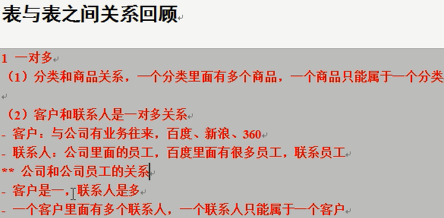 表与表之间关系回顾
1 一对多
（1）分类和商品关系，一个分类里面有多个商品，一个商品只能属于一个分类
（2）客户和联系人是一对多关系
- 客户：与公司有业务往来，百度、新浪、360
- 联系人：公司里面的员工，百度里面有很多员工，联系员工
** 公司和公司员工的关系
- 客户是一，联系人是多
- 一个客户里面有多个联系人，一个联系人只能属于一个客户